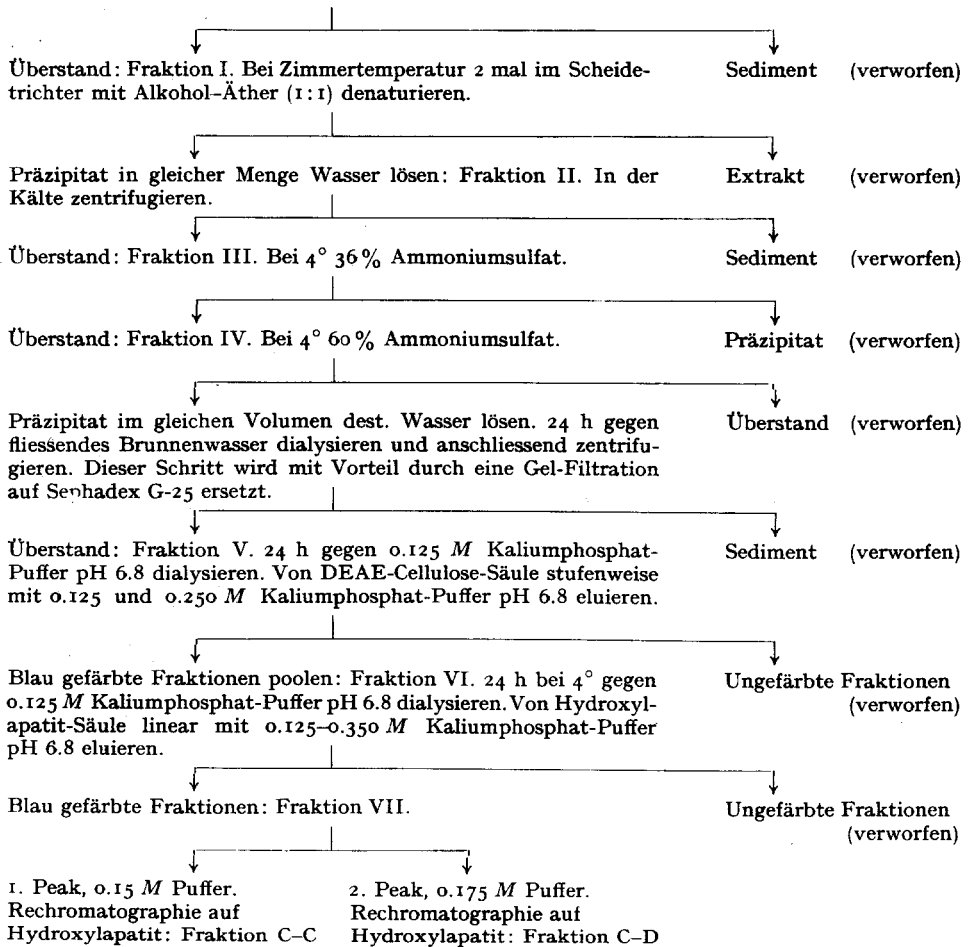 Überstand: Fraktion I. Bei Zimmertemperatur 2 mal im Scheide-
trichter mit Alkohol–Äther (1:1) denaturieren.
Sediment (verworfen)
Präzipitat in gleicher Menge Wasser lösen: Fraktion II. In der
Kälte zentrifugieren.
Extrakt (verworfen)
Überstand: Fraktion III. Bei 4° 36% Ammoniumsulfat.
Sediment (verworfen)
Überstand: Fraktion IV. Bei 4° 60% Ammoniumsulfat.
Präzipitat (verworfen)
Präzipitat im gleichen Volumen dest. Wasser lösen. 24 h gegen
fliessendes Brunnenwasser dialysieren und anschliessend zentrifu-
gieren. Dieser Schritt wird mit Vorteil durch eine Gel-Filtration
auf Sephadex G-25 ersetzt.
Überstand (verworfen)
Überstand: Fraktion V. 24 h gegen 0.125 M Kaliumphosphat-
Puffer pH 6.8 dialysieren. Von DEAE-Cellulose-Säule stufenweise
mit 0.125 und 0.250 M Kaliumphosphat-Puffer pH 6.8 eluieren.
Sediment (verworfen)
Blau gefärbte Fraktionen poolen: Fraktion VI. 24 h bei 4° gegen
0.125 M Kaliumphosphat-Puffer pH 6.8 dialysieren. Von Hydroxyl-
apatit-Säule linear mit 0.125–0.350 M Kaliumphosphat-Puffer
pH 6.8 eluieren.
Ungefärbte Fraktionen
(verworfen)
Blau gefärbte Fraktionen: Fraktion VII.
Ungefärbte Fraktionen
(verworfen)
1. Peak, 0.15 M Puffer.
Rechromatographie auf
Hydroxylapatit: Fraktion C–C
2. Peak, 0.175 M Puffer.
Rechromatographie auf
Hydroxylapatit: Fraktion C–D